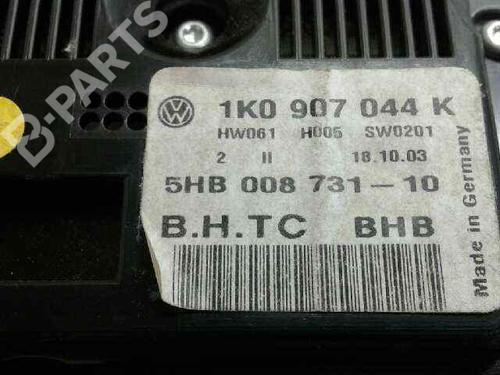 B-PARTS
1K0 907 044 K
HW061 H005 SW0201
2 II 18.10.03
5HB 008 731-10
B.H.TC BHB
Made in Germany